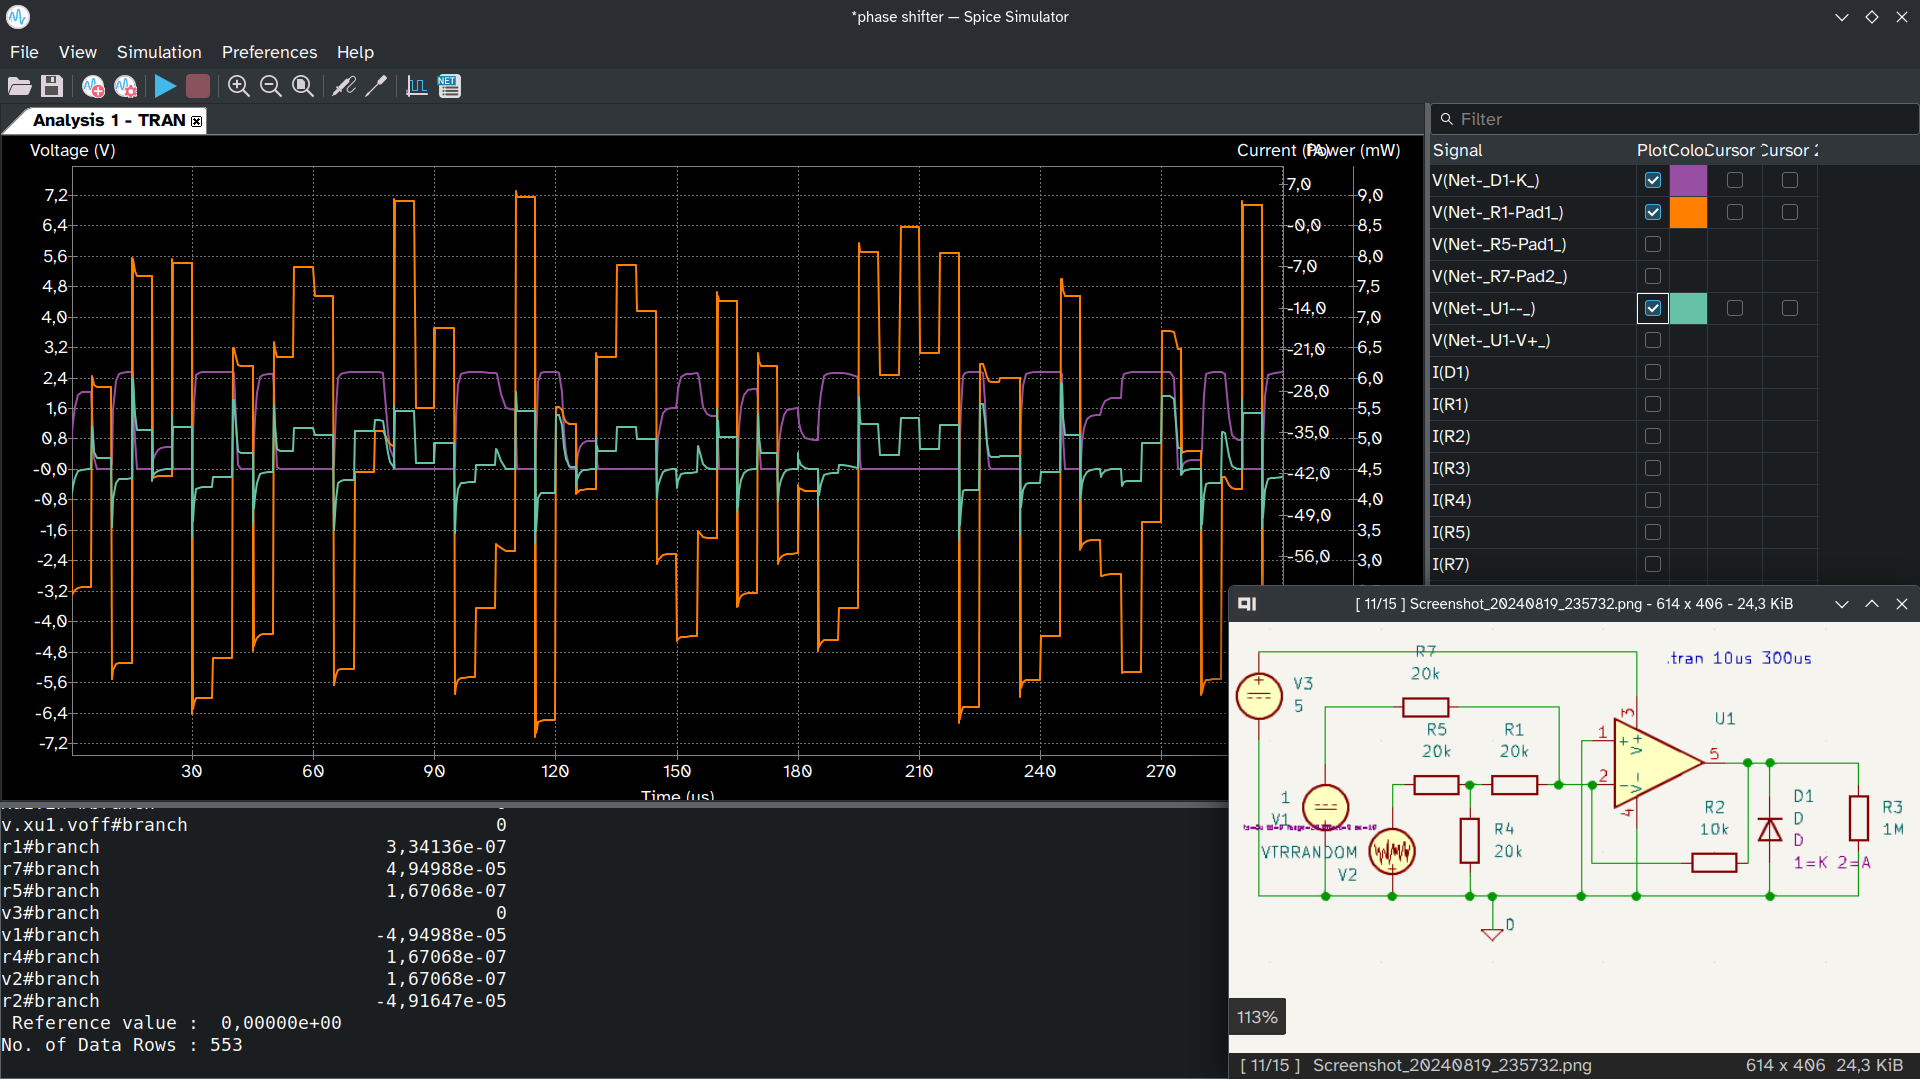 *phase shifter — Spice Simulator
File View Simulation Preferences Help
NET
Analysis 1 - TRAN
Filter
Signal Plot Cursor
V(Net-_D1-K_)
V(Net-_R1-Pad1_)
V(Net-_R5-Pad1_)
V(Net-_R7-Pad2_)
V(Net-_U1--_)
V(Net-_U1-V+_)
I(D1)
I(R1)
I(R2)
I(R3)
I(R4)
I(R5)
I(R7)
Voltage (V)
7,2
6,4
5,6
4,8
4,0
3,2
2,4
1,6
0,8
-0,0
-0,8
-1,6
-2,4
-3,2
-4,0
-4,8
-5,6
-6,4
-7,2
Current Power (mW)
7,0
-0,0
-7,0
-14,0
-21,0
-28,0
-35,0
-42,0
-49,0
-56,0
9,0
8,5
8,0
7,5
7,0
6,5
6,0
5,5
5,0
4,5
4,0
3,5
3,0
30 60 90 120 150 180 210 240 270
Time (us)
v.xu1.voff#branch 0
r1#branch 3,34136e-07
r7#branch 4,94988e-05
r5#branch 1,67068e-07
v3#branch 0
v1#branch -4,94988e-05
r4#branch 1,67068e-07
v2#branch 1,67068e-07
r2#branch -4,91647e-05
Reference value : 0,00000e+00
No. of Data Rows : 553
[ 11/15 ] Screenshot_20240819_235732.png - 614 x 406 - 24,3 KiB
.tran 10us 300us
R7
20k
V3
5
R5
20k
R1
20k
U1
1
2
3
4
5
V+
V-
1
V1
VTRRANDOM
V2
R4
20k
R2
10k
D1
D
D
1=K 2=A
R3
1M
0
113%
[ 11/15 ] Screenshot_20240819_235732.png 614 x 406 24,3 KiB